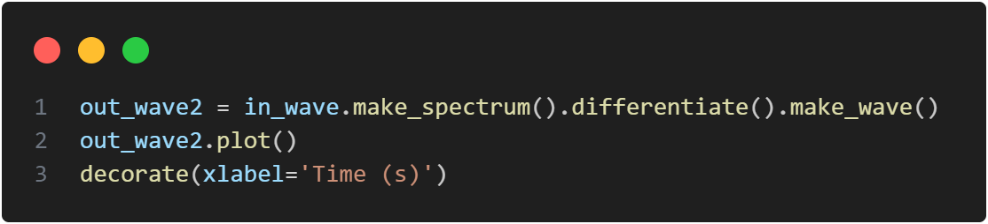 1 out_wave2 = in_wave.make_spectrum().differentiate().make_wave()
2 out_wave2.plot()
3 decorate(xlabel='Time (s)')